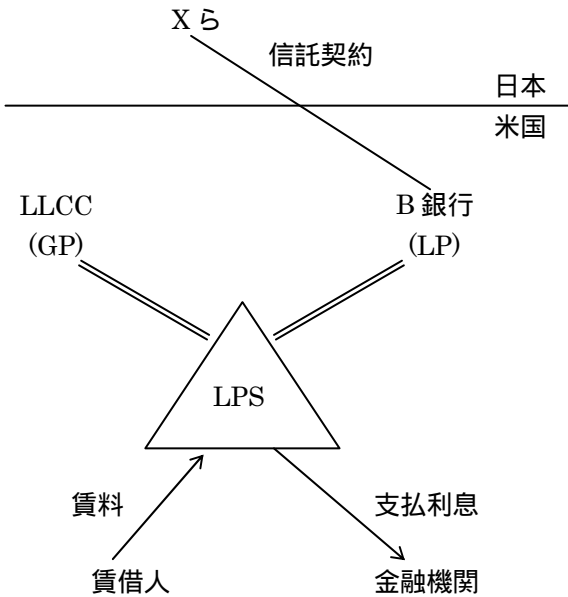 Xら
信託契約
日本
米国
LLCC
(GP)
B銀行
(LP)
LPS
賃料
支払利息
賃借人
金融機関